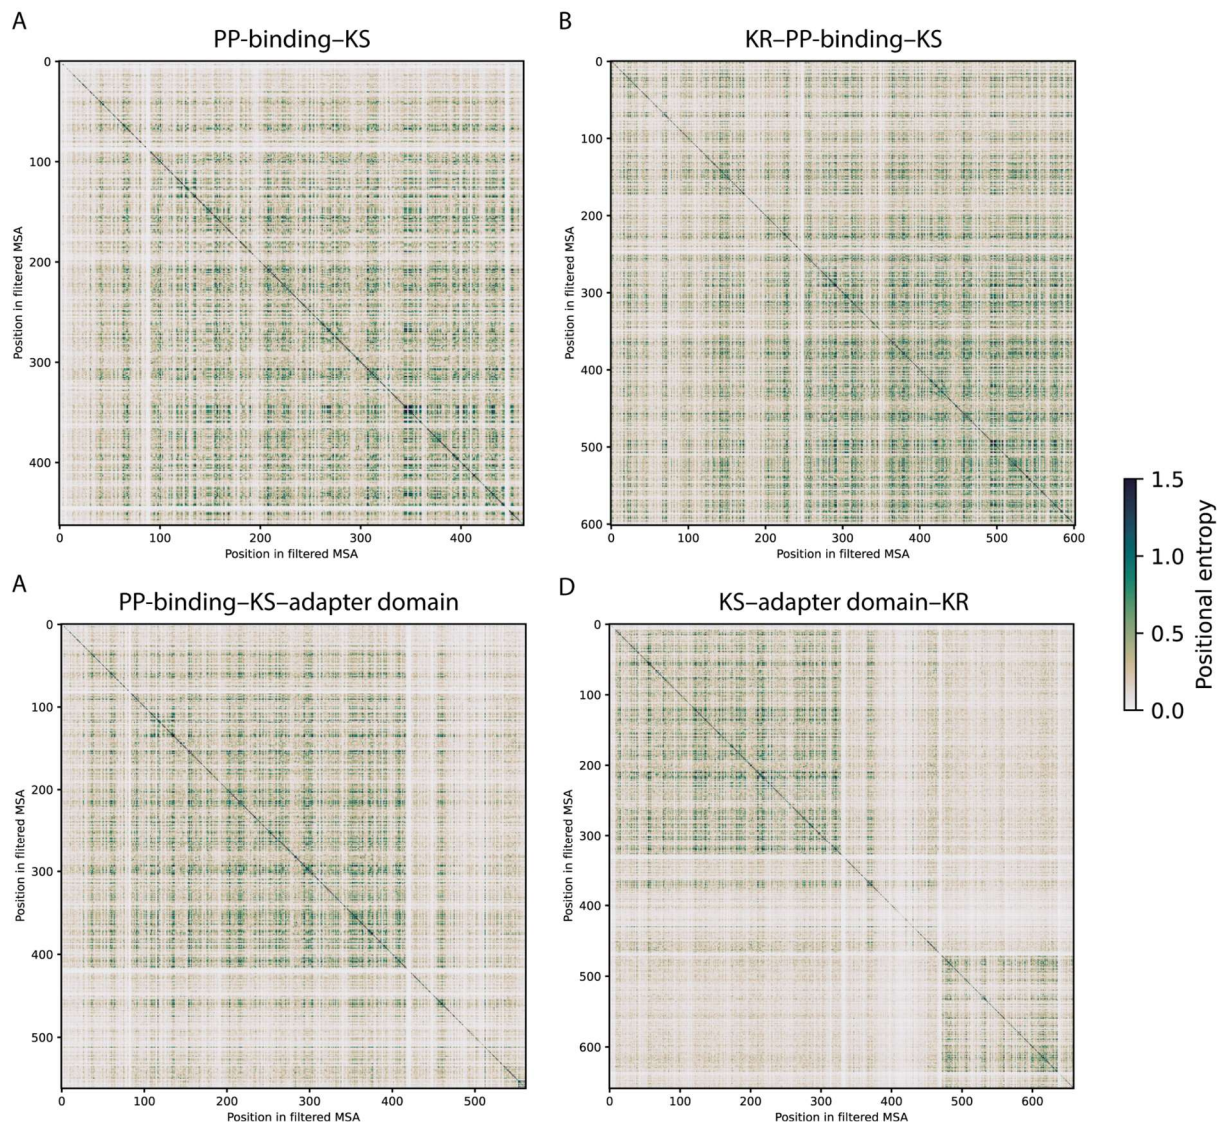 A
PP-binding–KS
0
100
200
300
400
Position in filtered MSA
0 100 200 300 400
Position in filtered MSA
B
KR–PP-binding–KS
0
100
200
300
400
500
600
Position in filtered MSA
0 100 200 300 400 500 600
Position in filtered MSA
A
PP-binding–KS–adapter domain
0
100
200
300
400
500
Position in filtered MSA
0 100 200 300 400 500
Position in filtered MSA
D
KS–adapter domain–KR
0
100
200
300
400
500
600
Position in filtered MSA
0 100 200 300 400 500 600
Position in filtered MSA
1.5
1.0
0.5
0.0
Positional entropy